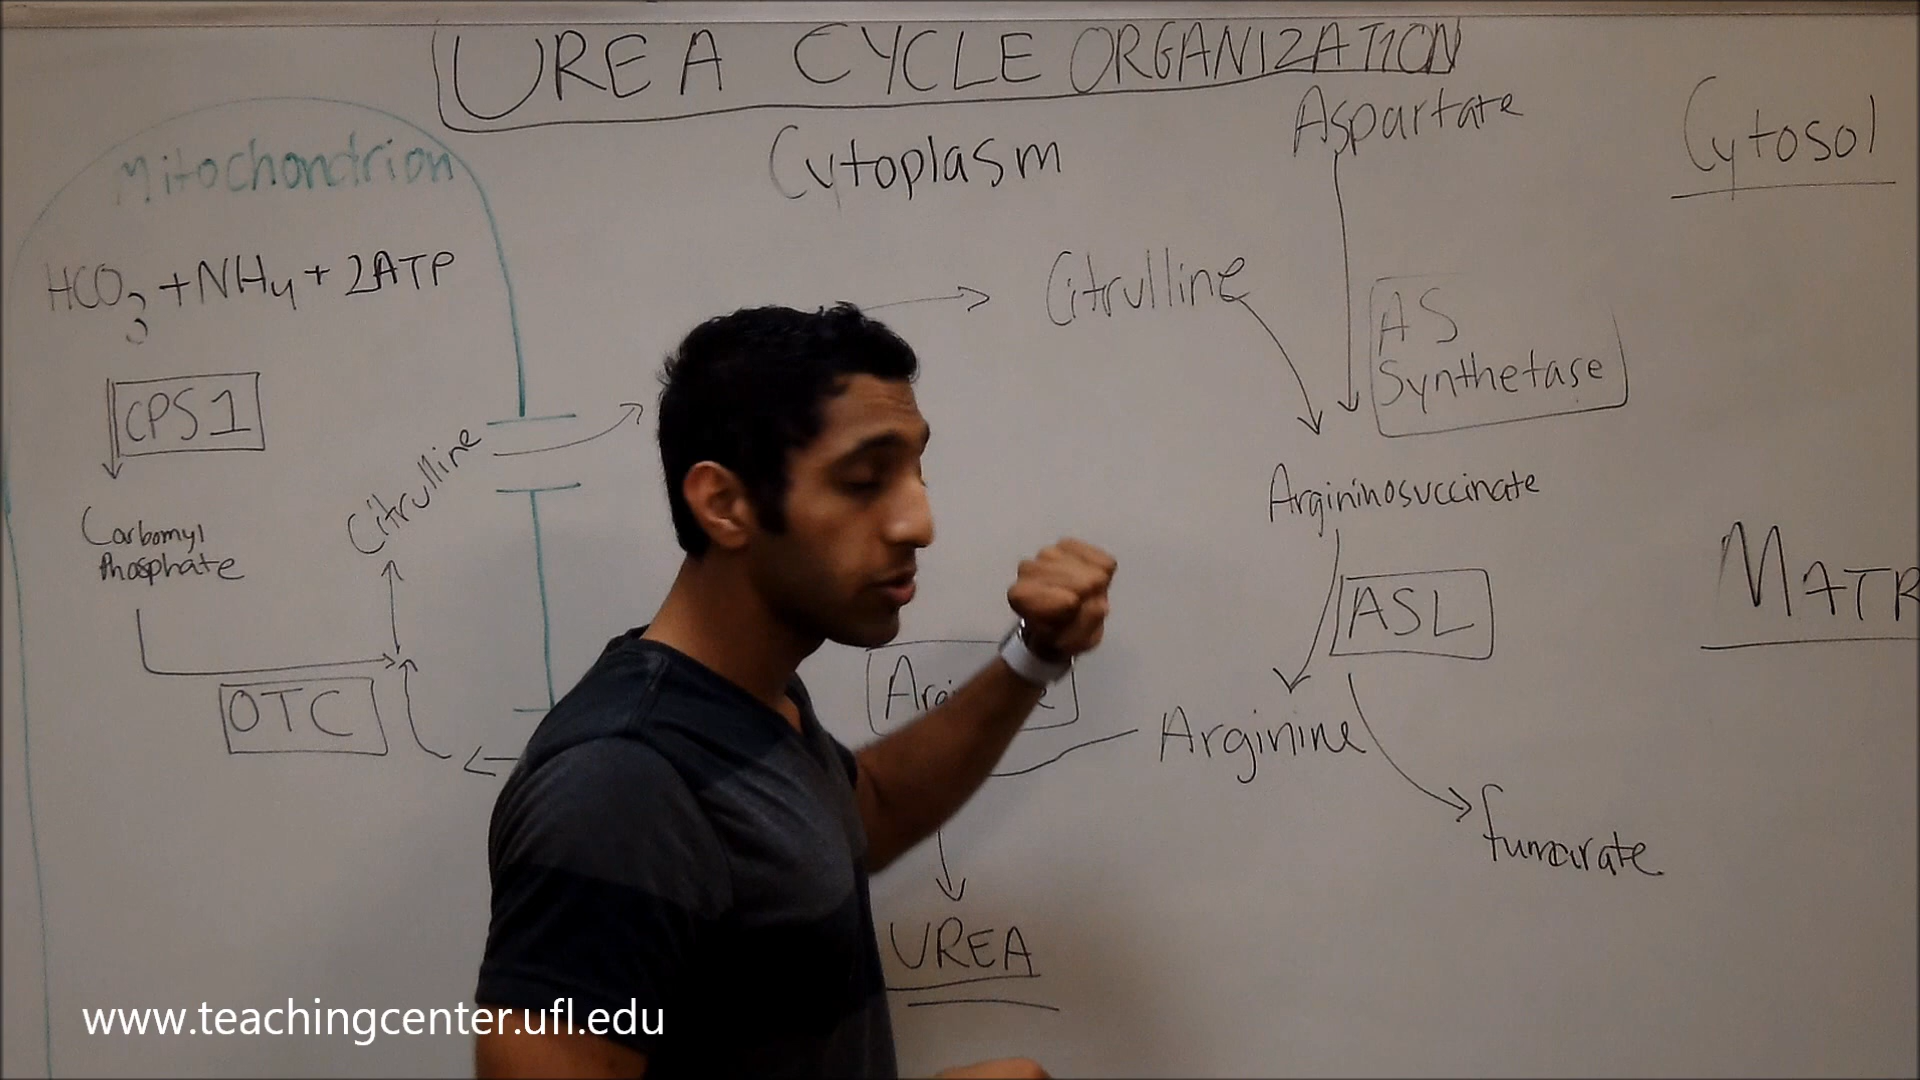 UREA CYCLE ORGANIZATION
Cytoplasm
Aspartate
Cytosol
Mitochondrion
HCO3 + NH4 + 2ATP
Citrulline
AS
Synthetase
CPS1
Citrulline
Argininosuccinate
Carbomyl
Phosphate
MATR
ASL
OTC
Arginine
fumarate
UREA
www.teachingcenter.ufl.edu